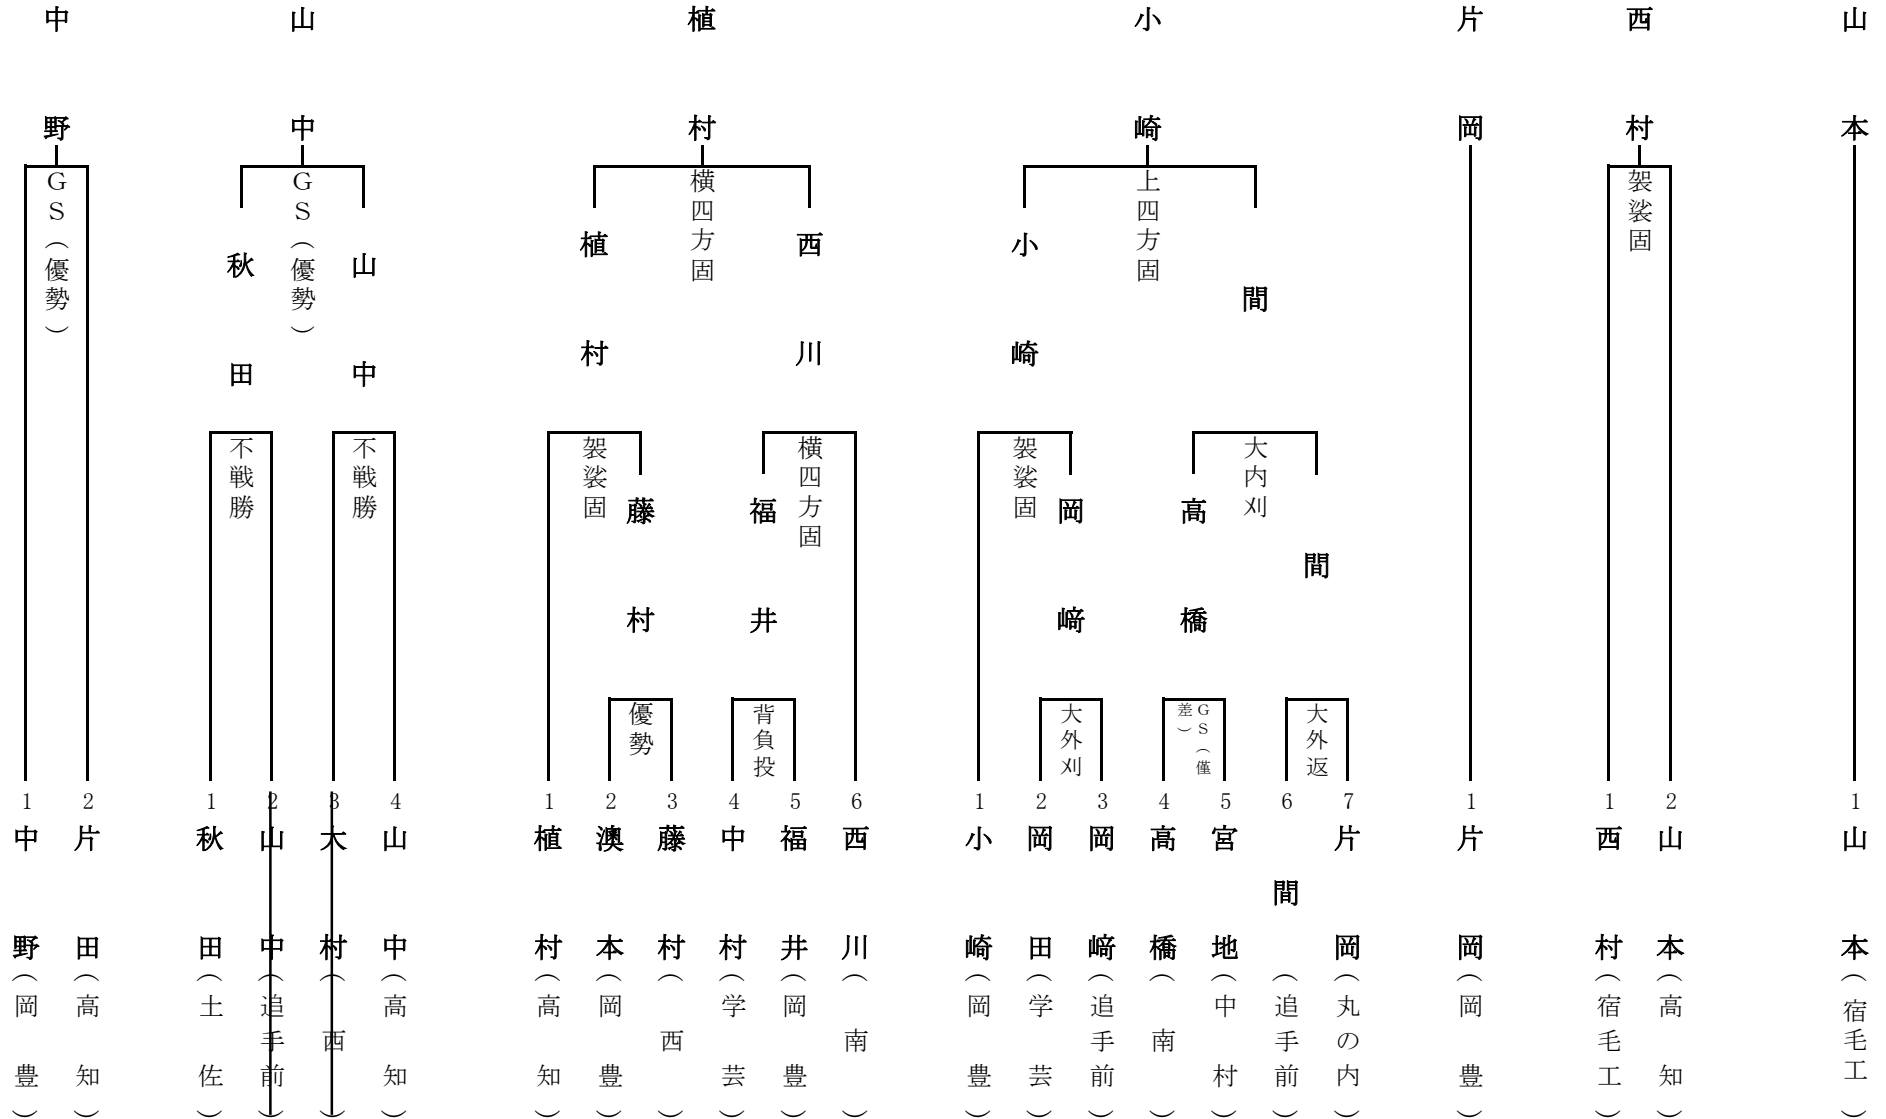 中野
GS(優勢)
1 中野(岡豊)
2 片田(高知)
山中
GS(優勢)
秋田
山中
不戦勝
不戦勝
1 秋田(土佐)
2 山中(追手前)
3 大村(西)
4 山中(高知)
植村
横四方固
植村
西川
袈裟固
横四方固
藤村
福井
優勢
背負投
1 植村(高知)
2 澳本(岡豊)
3 藤村(西)
4 中村(学芸)
5 福井(岡豊)
6 西川(南)
小崎
上四方固
小崎
間
袈裟固
大内刈
岡﨑
高橋
間
大外刈
GS(僅差)
大外返
1 小崎(岡豊)
2 岡田(学芸)
3 岡﨑(追手前)
4 高橋(南)
5 宮地(中村)
6 間(追手前)
7 片岡(丸の内)
片岡
1 片岡(岡豊)
西村
袈裟固
1 西村(宿毛工)
2 山本(高知)
山本
1 山本(宿毛工)